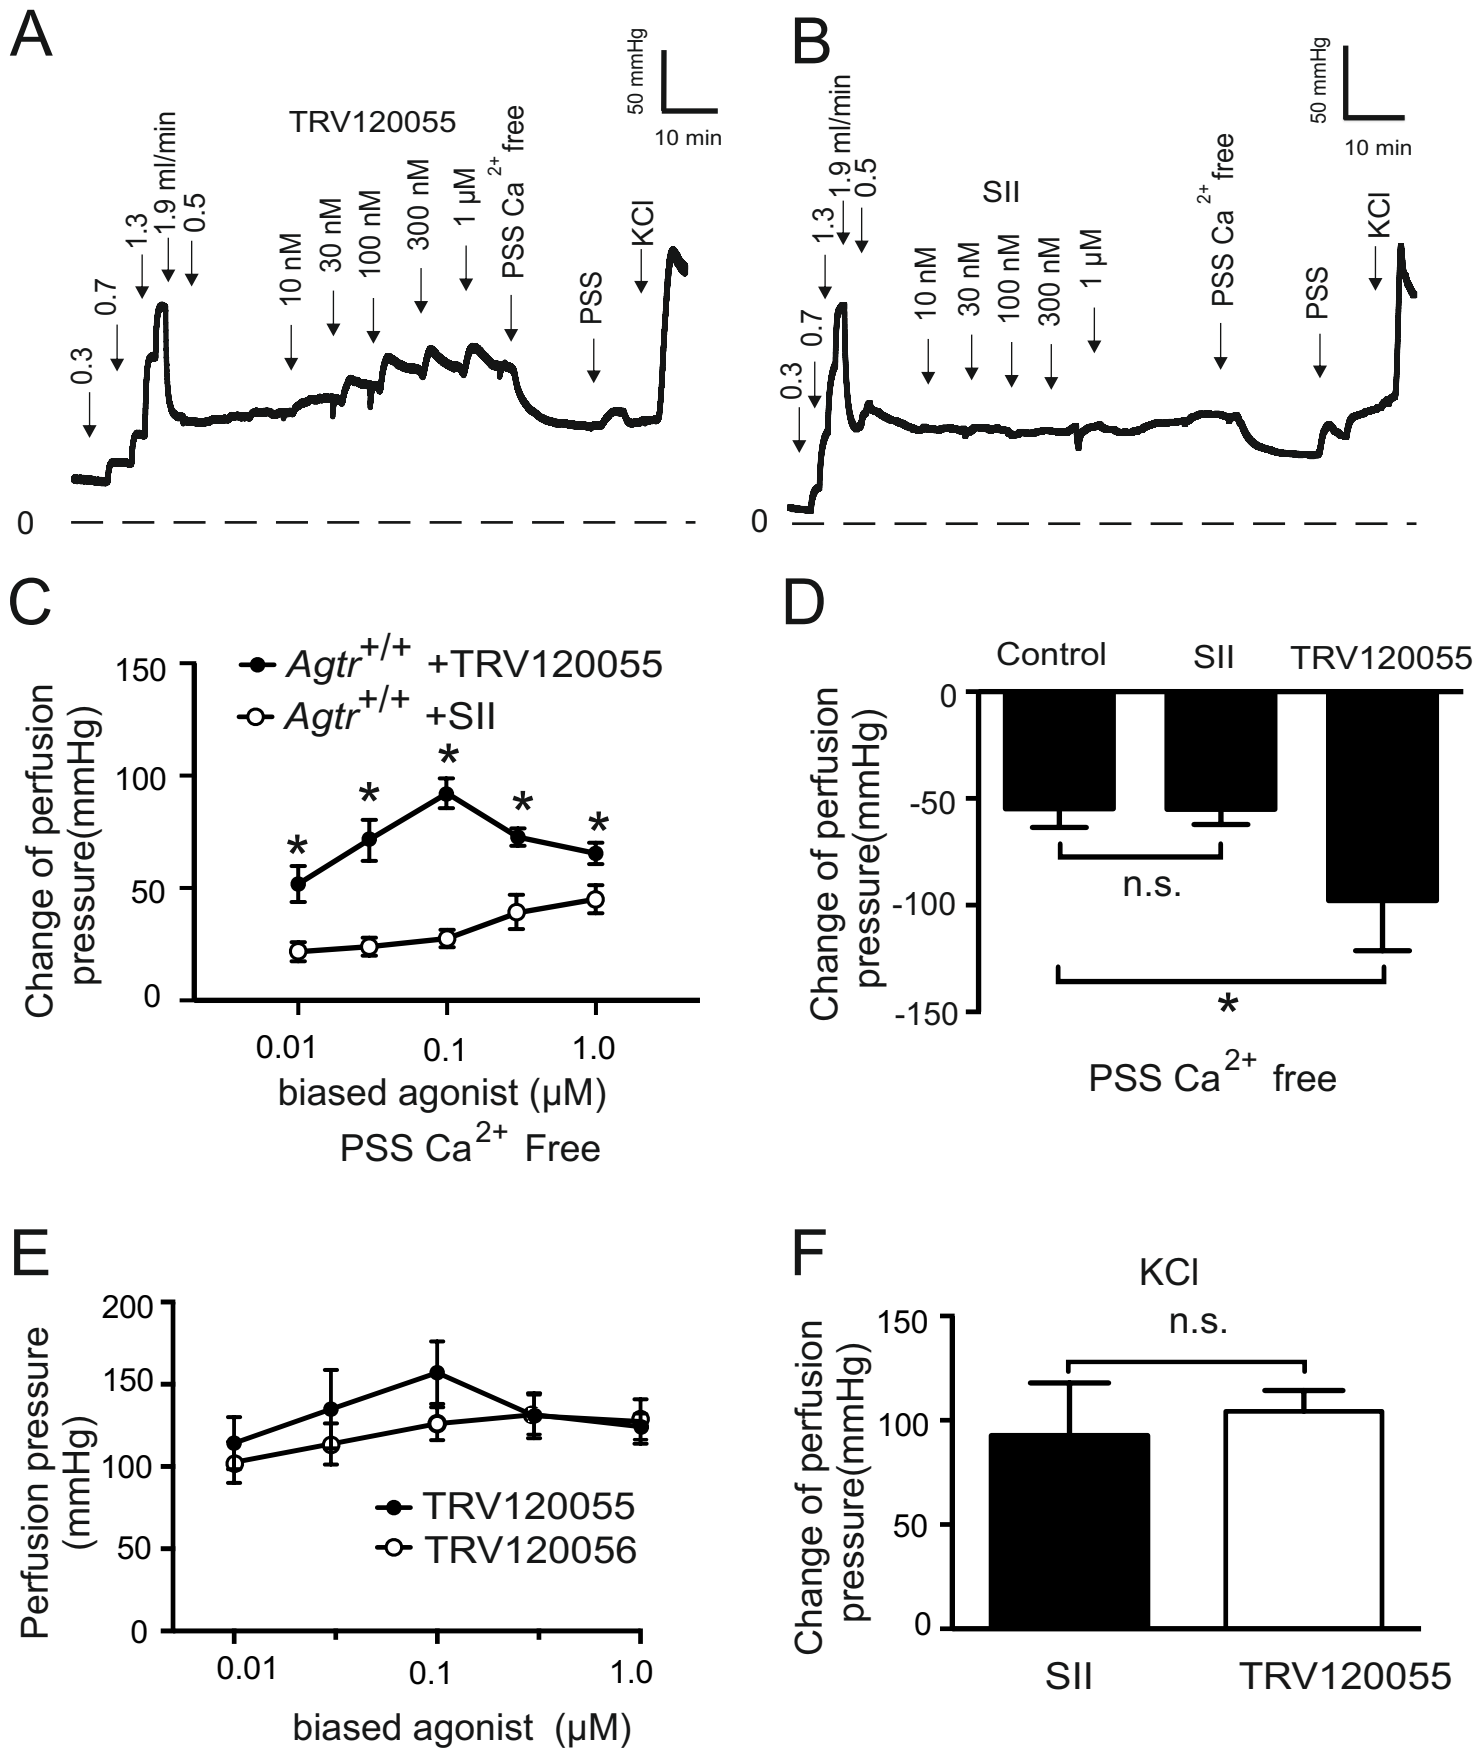 A
50 mmHg
10 min
TRV120055
0.3
0.7
1.3
1.9 ml/min
0.5
10 nM
30 nM
100 nM
300 nM
1 µM
PSS Ca2+ free
PSS
KCl
0
B
50 mmHg
10 min
SII
0.3
0.7
1.3
1.9 ml/min
0.5
10 nM
30 nM
100 nM
300 nM
1 µM
PSS Ca2+ free
PSS
KCl
0
C
Agtr+/+ +TRV120055
Agtr+/+ +SII
Change of perfusion
pressure(mmHg)
150
100
50
0
* * * * *
0.01 0.1 1.0
biased agonist (µM)
PSS Ca2+ Free
D
Control SII TRV120055
Change of perfusion
pressure(mmHg)
0
-50
-100
-150
n.s.
*
PSS Ca2+ free
E
Perfusion pressure
(mmHg)
200
150
100
50
0
TRV120055
TRV120056
0.01 0.1 1.0
biased agonist (µM)
F
KCl
n.s.
Change of perfusion
pressure(mmHg)
150
100
50
0
SII TRV120055